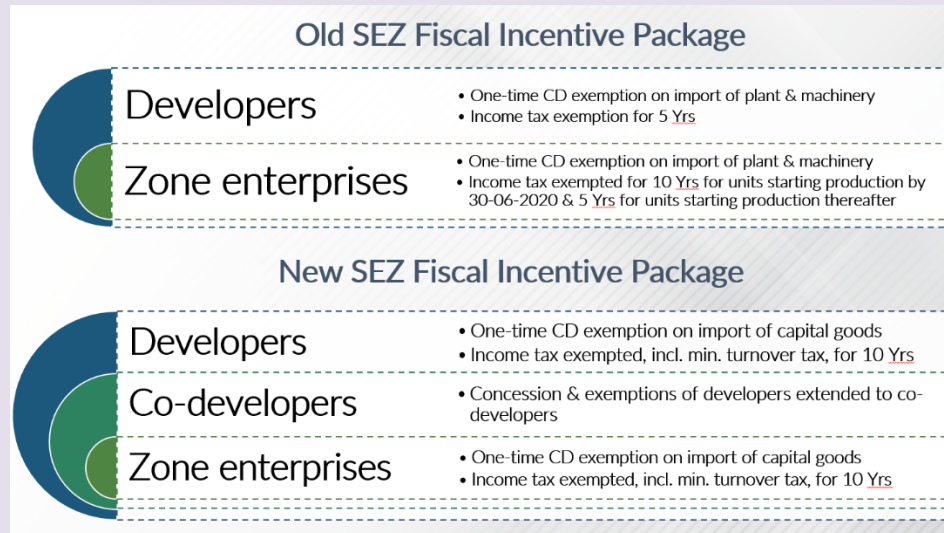 Old SEZ Fiscal Incentive Package
Developers
• One-time CD exemption on import of plant & machinery
• Income tax exemption for 5 Yrs
Zone enterprises
• One-time CD exemption on import of plant & machinery
• Income tax exempted for 10 Yrs for units starting production by
30-06-2020 & 5 Yrs for units starting production thereafter
New SEZ Fiscal Incentive Package
Developers
• One-time CD exemption on import of capital goods
• Income tax exempted, incl. min. turnover tax, for 10 Yrs
Co-developers
• Concession & exemptions of developers extended to co-
developers
Zone enterprises
• One-time CD exemption on import of capital goods
• Income tax exempted, incl. min. turnover tax, for 10 Yrs